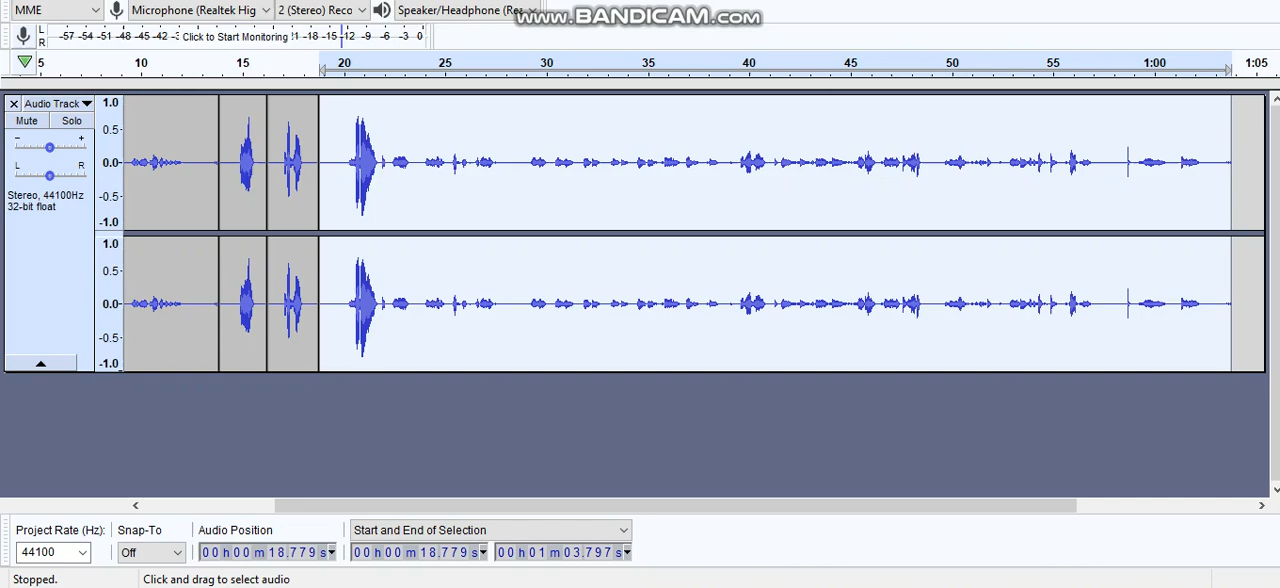 MME Microphone (Realtek Hig 2 (Stereo) Reco Speaker/Headphone (Rea
www.BANDICAM.com
L
R
-57 -54 -51 -48 -45 -42 -3 Click to Start Monitoring !1 -18 -15 -12 -9 -6 -3 0
5 10 15 20 25 30 35 40 45 50 55 1:00 1:05
Audio Track
Mute Solo
- +
L R
Stereo, 44100Hz
32-bit float
1.0
0.5
0.0
-0.5
-1.0
1.0
0.5
0.0
-0.5
-1.0
Project Rate (Hz): Snap-To Audio Position Start and End of Selection
44100 Off 00 h 00 m 18.779 s 00 h 00 m 18.779 s 00 h 01 m 03.797 s
Stopped. Click and drag to select audio